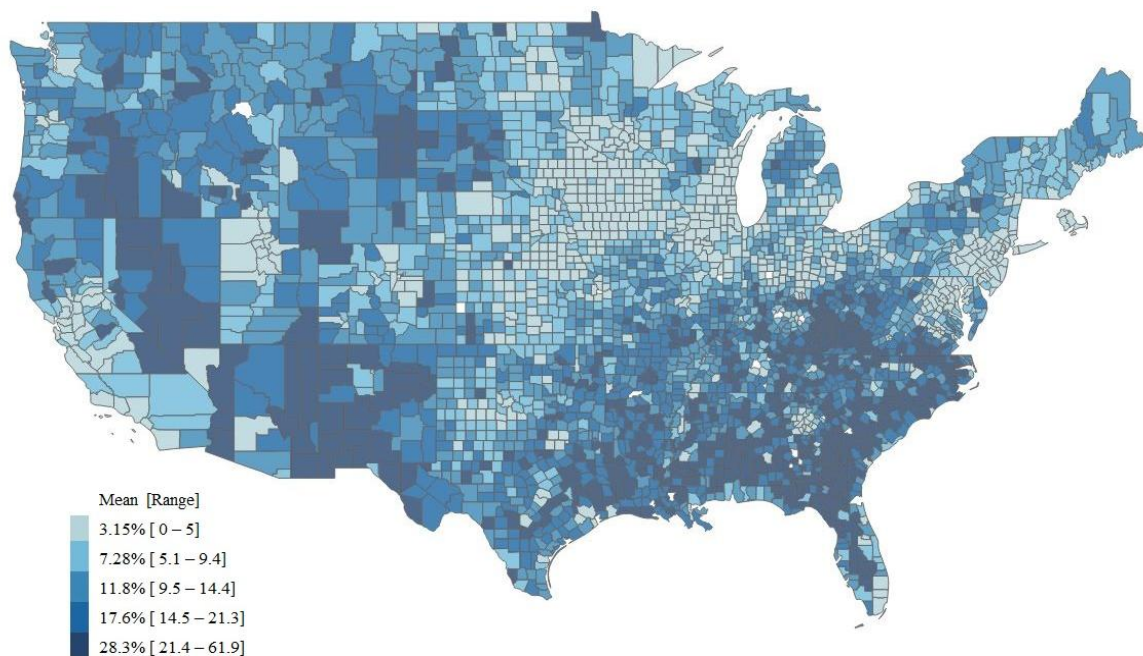 Mean [Range]
3.15% [ 0 – 5]
7.28% [ 5.1 – 9.4]
11.8% [ 9.5 – 14.4]
17.6% [ 14.5 – 21.3]
28.3% [ 21.4 – 61.9]